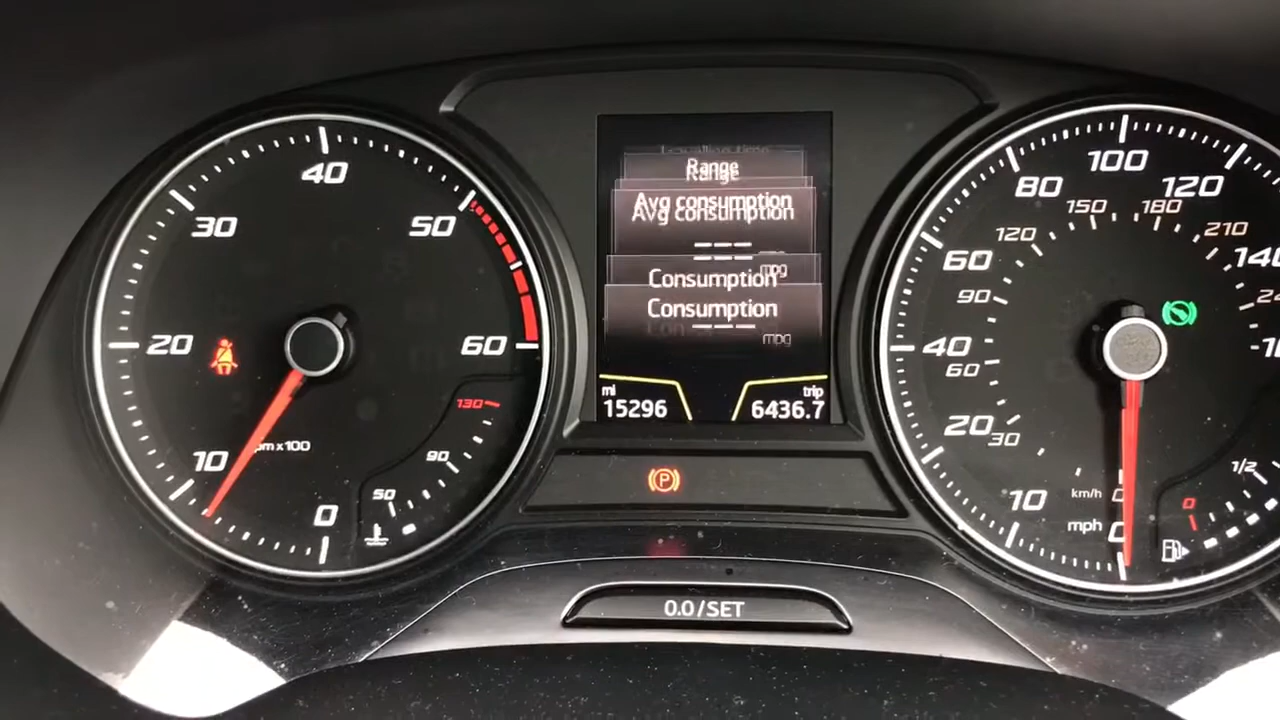 40
30
50
20
60
10
0
130
90
50
Range
Range
Avg consumption
Avg consumption
---
mpg
Consumption
Consumption
---
mpg
mi
15296
trip
6436.7
P
0.0/SET
100
80
120
60
140
40
20
10
0
150
180
120
210
90
60
30
km/h
0
mph
1/2
0